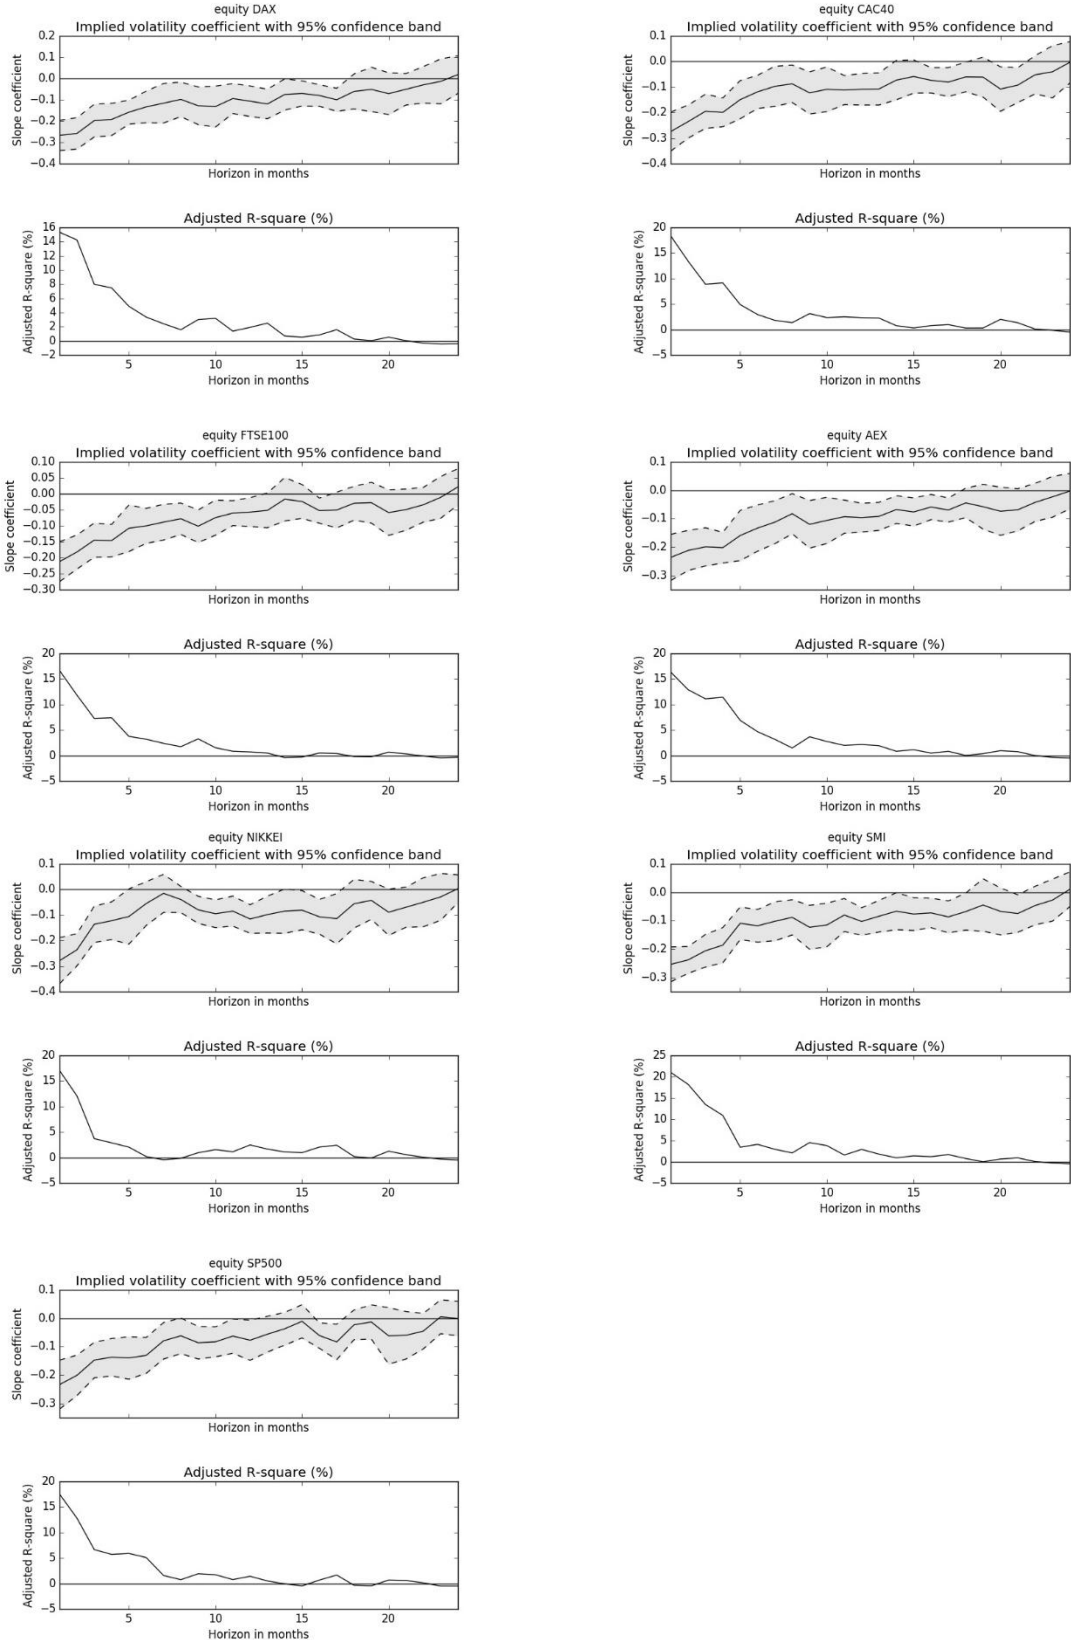 equity DAX
Implied volatility coefficient with 95% confidence band
Slope coefficient
0.2
0.1
0.0
−0.1
−0.2
−0.3
−0.4
Horizon in months
Adjusted R-square (%)
Adjusted R-square (%)
16
14
12
10
8
6
4
2
0
−2
5
10
15
20
Horizon in months
equity CAC40
Implied volatility coefficient with 95% confidence band
Slope coefficient
0.1
0.0
−0.1
−0.2
−0.3
−0.4
Horizon in months
Adjusted R-square (%)
Adjusted R-square (%)
20
15
10
5
0
−5
5
10
15
20
Horizon in months
equity FTSE100
Implied volatility coefficient with 95% confidence band
Slope coefficient
0.10
0.05
0.00
−0.05
−0.10
−0.15
−0.20
−0.25
−0.30
Horizon in months
Adjusted R-square (%)
Adjusted R-square (%)
20
15
10
5
0
−5
5
10
15
20
Horizon in months
equity AEX
Implied volatility coefficient with 95% confidence band
Slope coefficient
0.1
0.0
−0.1
−0.2
−0.3
Horizon in months
Adjusted R-square (%)
Adjusted R-square (%)
20
15
10
5
0
−5
5
10
15
20
Horizon in months
equity NIKKEI
Implied volatility coefficient with 95% confidence band
Slope coefficient
0.1
0.0
−0.1
−0.2
−0.3
−0.4
Horizon in months
Adjusted R-square (%)
Adjusted R-square (%)
20
15
10
5
0
−5
5
10
15
20
Horizon in months
equity SMI
Implied volatility coefficient with 95% confidence band
Slope coefficient
0.1
0.0
−0.1
−0.2
−0.3
Horizon in months
Adjusted R-square (%)
Adjusted R-square (%)
25
20
15
10
5
0
−5
5
10
15
20
Horizon in months
equity SP500
Implied volatility coefficient with 95% confidence band
Slope coefficient
0.1
0.0
−0.1
−0.2
−0.3
Horizon in months
Adjusted R-square (%)
Adjusted R-square (%)
20
15
10
5
0
−5
5
10
15
20
Horizon in months